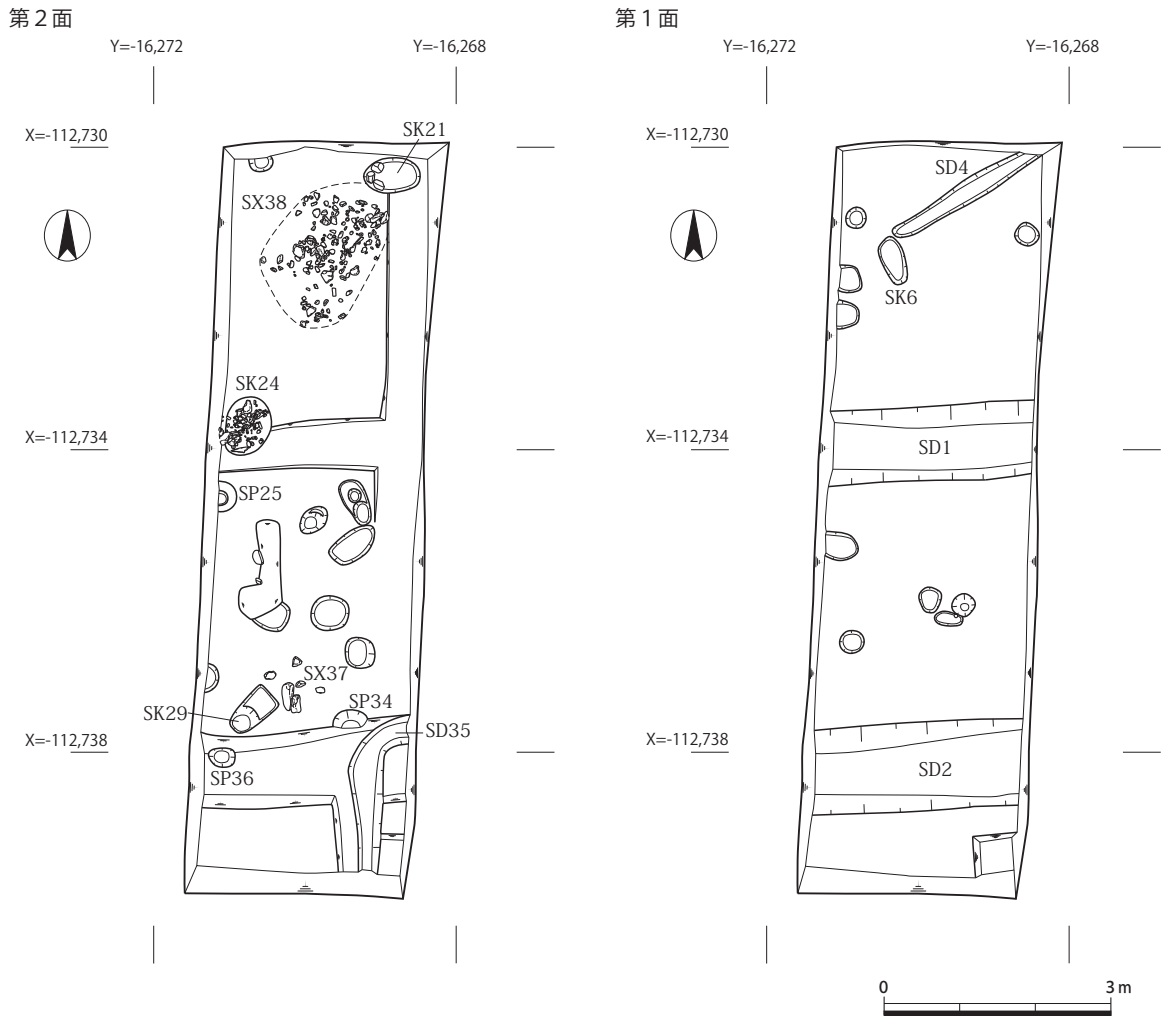 第2面
Y=-16,272
Y=-16,268
X=-112,730
SK21
SX38
SK24
X=-112,734
SP25
SX37
SP34
SK29
SD35
X=-112,738
SP36
第1面
Y=-16,272
Y=-16,268
X=-112,730
SD4
SK6
X=-112,734
SD1
X=-112,738
SD2
0
3 m